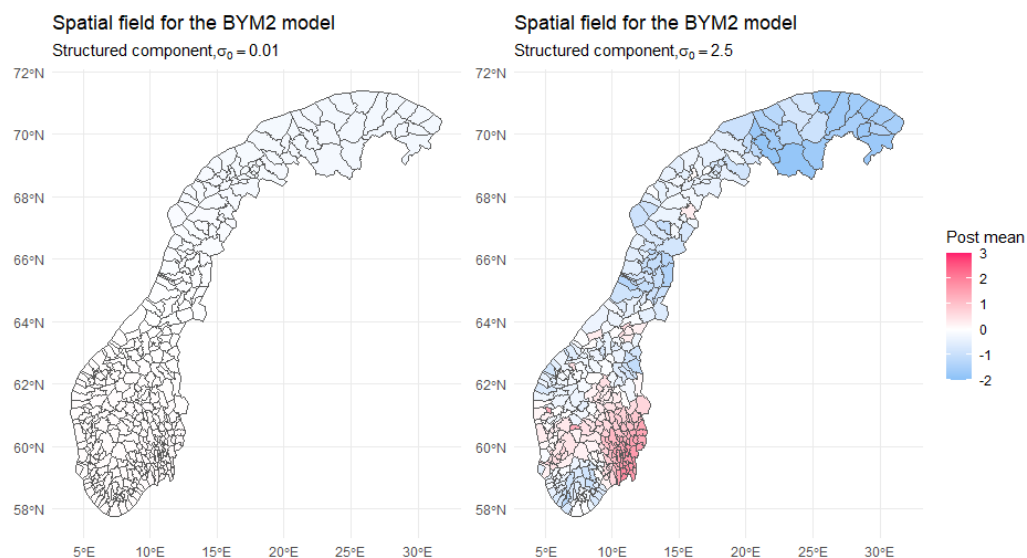 Spatial field for the BYM2 model
Structured component,σ₀ = 0.01
72°N
70°N
68°N
66°N
64°N
62°N
60°N
58°N
5°E 10°E 15°E 20°E 25°E 30°E
Spatial field for the BYM2 model
Structured component,σ₀ = 2.5
72°N
70°N
68°N
66°N
64°N
62°N
60°N
58°N
5°E 10°E 15°E 20°E 25°E 30°E
Post mean
3
2
1
0
-1
-2